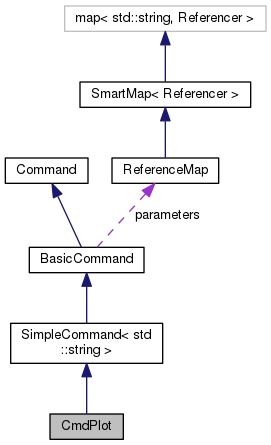 map< std::string, Referencer >
SmartMap< Referencer >
Command
ReferenceMap
parameters
BasicCommand
SimpleCommand< std
::string >
CmdPlot